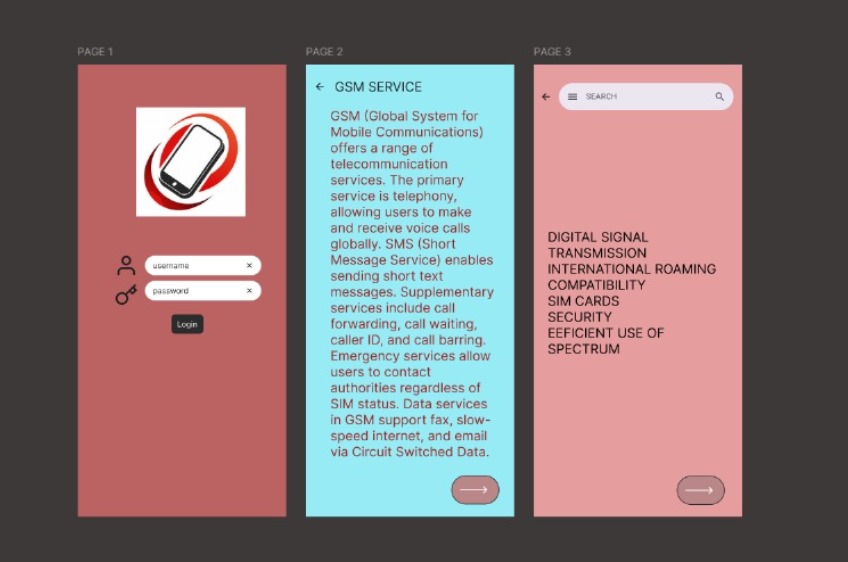 PAGE 1
username
password
Login
PAGE 2
GSM SERVICE
GSM (Global System for
Mobile Communications)
offers a range of
telecommunication
services. The primary
service is telephony,
allowing users to make
and receive voice calls
globally. SMS (Short
Message Service) enables
sending short text
messages. Supplementary
services include call
forwarding, call waiting,
caller ID, and call barring.
Emergency services allow
users to contact
authorities regardless of
SIM status. Data services
in GSM support fax, slow-
speed internet, and email
via Circuit Switched Data.
PAGE 3
SEARCH
DIGITAL SIGNAL
TRANSMISSION
INTERNATIONAL ROAMING
COMPATIBILITY
SIM CARDS
SECURITY
EEFICIENT USE OF
SPECTRUM